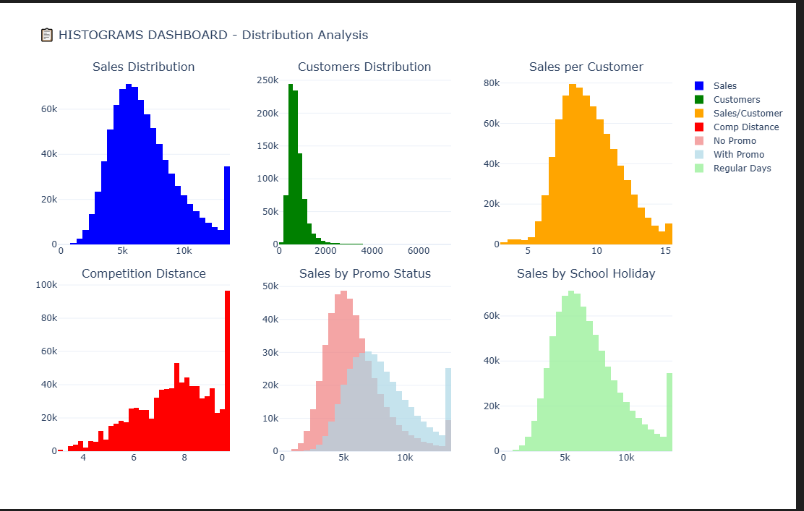 📋 HISTOGRAMS DASHBOARD - Distribution Analysis
Sales Distribution
60k
40k
20k
0
0
5k
10k
Customers Distribution
250k
200k
150k
100k
50k
0
0
2000
4000
6000
Sales per Customer
80k
60k
40k
20k
0
5
10
15
Sales
Customers
Sales/Customer
Comp Distance
No Promo
With Promo
Regular Days
Competition Distance
100k
80k
60k
40k
20k
0
4
6
8
Sales by Promo Status
50k
40k
30k
20k
10k
0
0
5k
10k
Sales by School Holiday
60k
40k
20k
0
0
5k
10k